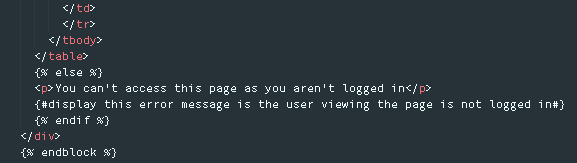 </td>
</tr>
</tbody>
</table>
{% else %}
<p>You can't access this page as you aren't logged in</p>
{#display this error message is the user viewing the page is not logged in#}
{% endif %}
</div>
{% endblock %}